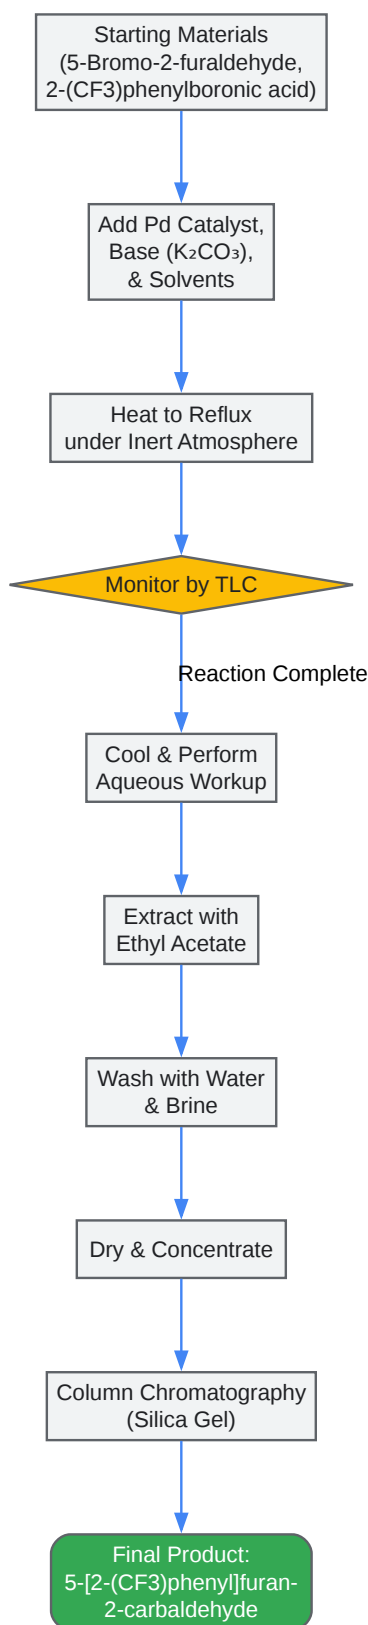 Starting Materials
(5-Bromo-2-furaldehyde,
2-(CF3)phenylboronic acid)
Add Pd Catalyst,
Base (K₂CO₃),
& Solvents
Heat to Reflux
under Inert Atmosphere
Monitor by TLC
Reaction Complete
Cool & Perform
Aqueous Workup
Extract with
Ethyl Acetate
Wash with Water
& Brine
Dry & Concentrate
Column Chromatography
(Silica Gel)
Final Product:
5-[2-(CF3)phenyl]furan-
2-carbaldehyde